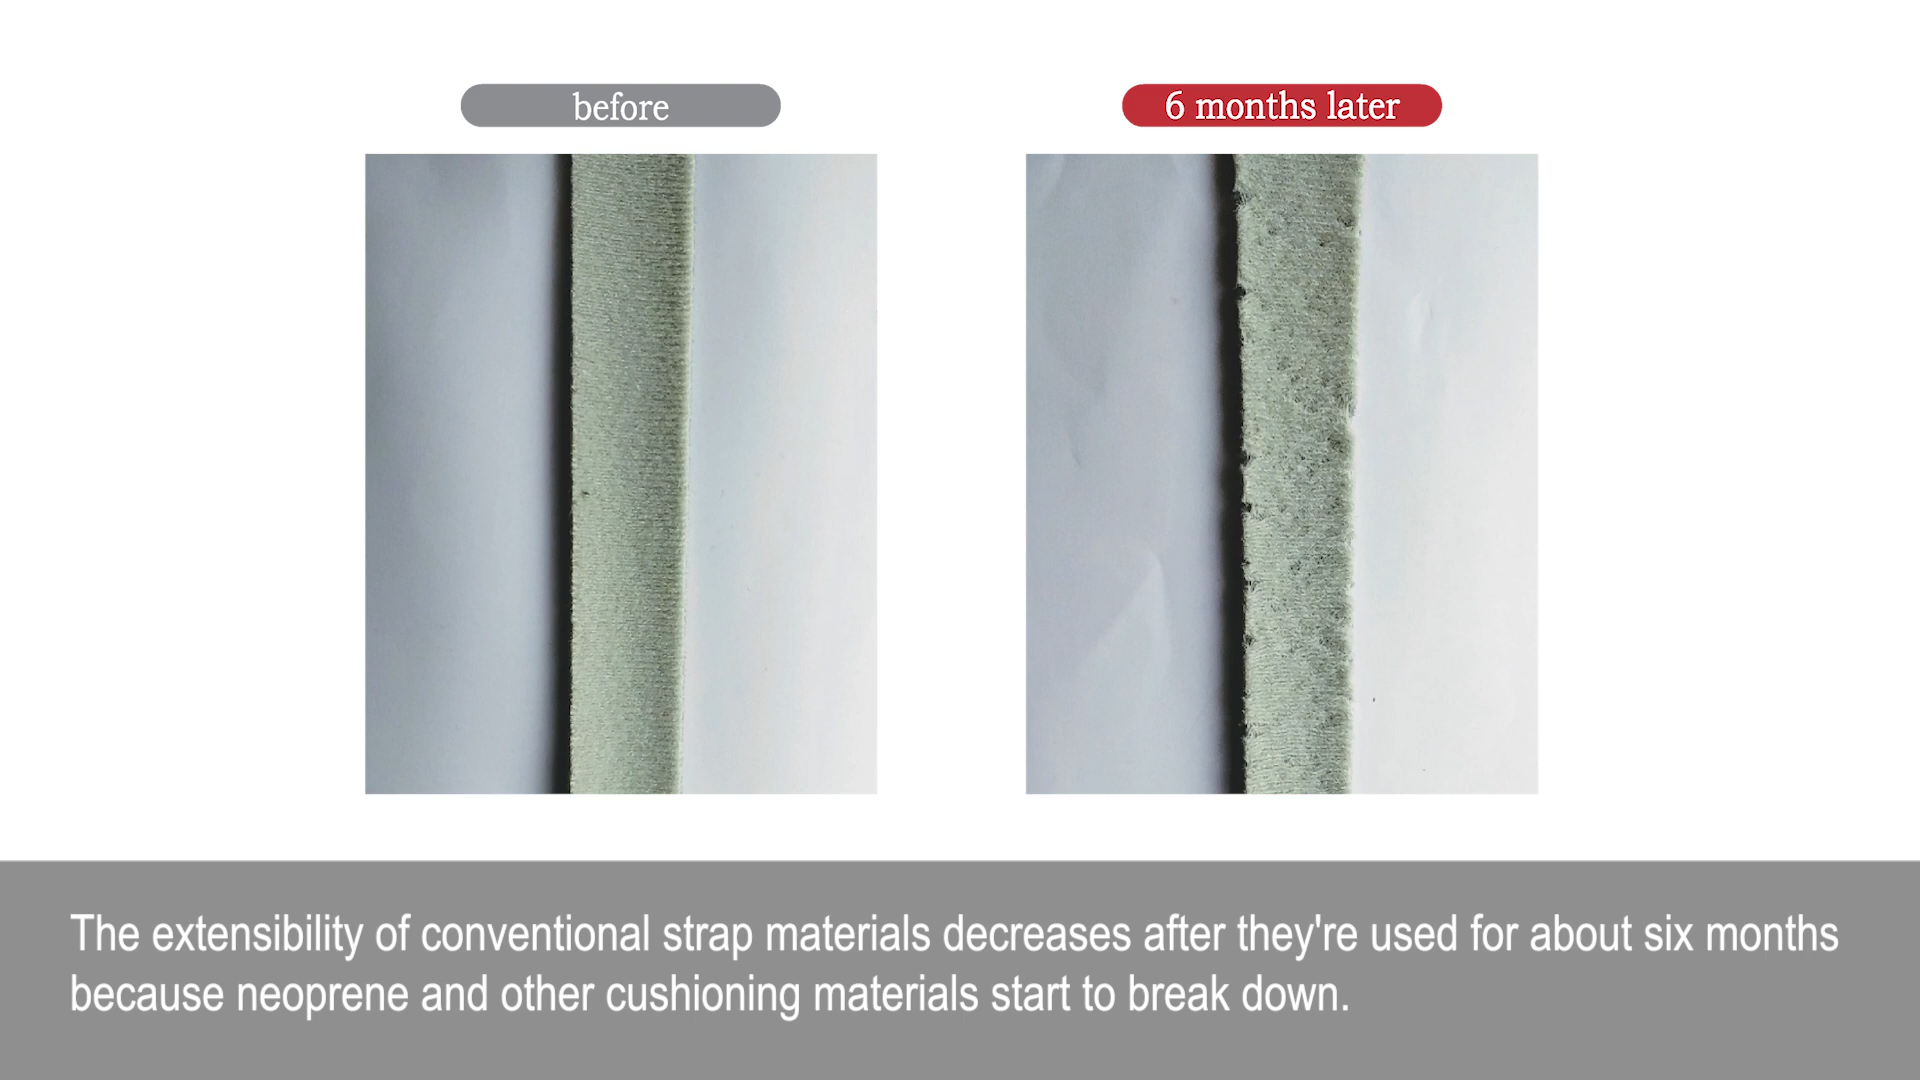 before
6 months later
The extensibility of conventional strap materials decreases after they're used for about six months
because neoprene and other cushioning materials start to break down.